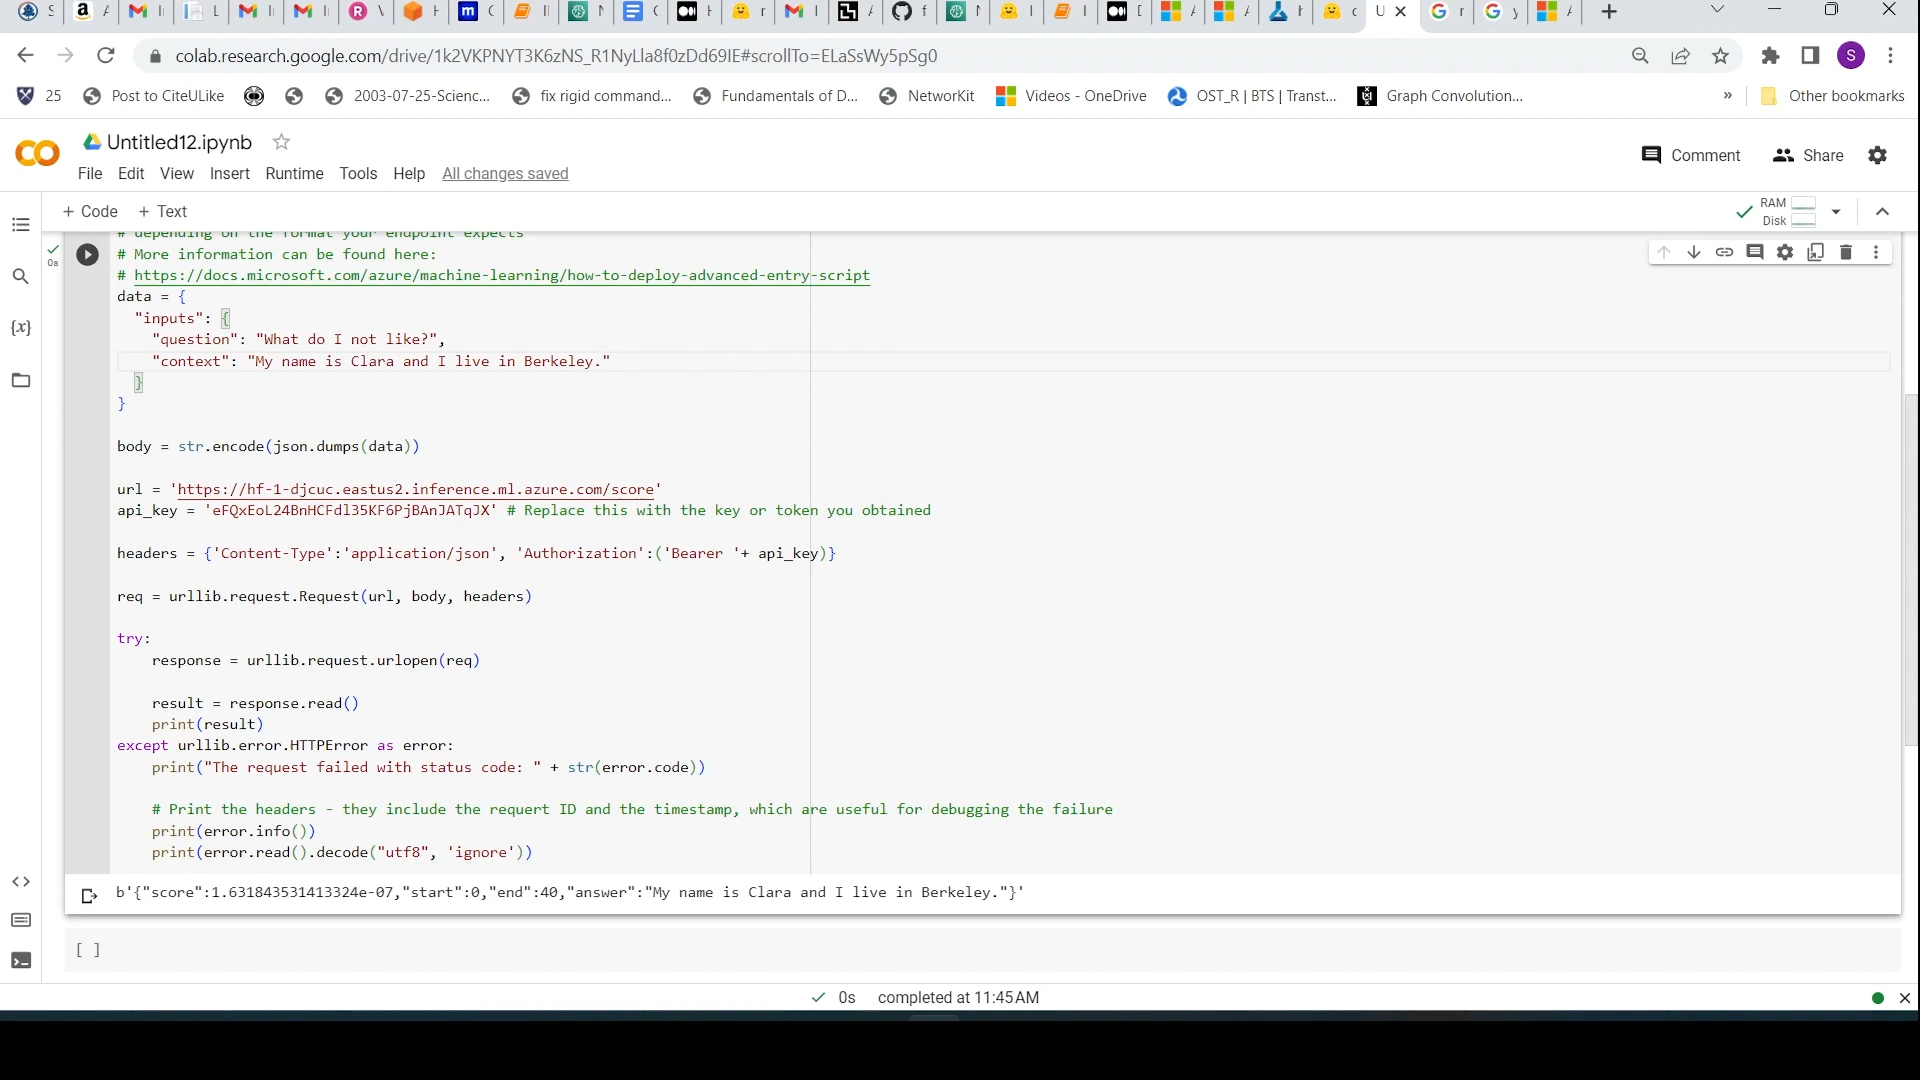 colab.research.google.com/drive/1k2VKPNYT3K6zNS_R1NyLla8f0zDd69IE#scrollTo=ELaSsWy5pSg0
S
25 Post to CiteULike 2003-07-25-Scienc... fix rigid command... Fundamentals of D... NetworKit Videos - OneDrive OST_R | BTS | Transt... Graph Convolution... » Other bookmarks
Untitled12.ipynb
Comment Share
File Edit View Insert Runtime Tools Help All changes saved
+ Code + Text
RAM
Disk
# depending on the format your endpoint expects
# More information can be found here:
0s
# https://docs.microsoft.com/azure/machine-learning/how-to-deploy-advanced-entry-script
data = {
"inputs": {
"question": "What do I not like?",
"context": "My name is Clara and I live in Berkeley."
}
}
body = str.encode(json.dumps(data))
url = 'https://hf-1-djcuc.eastus2.inference.ml.azure.com/score'
api_key = 'eFQxEoL24BnHCFdl35KF6PjBAnJATqJX' # Replace this with the key or token you obtained
headers = {'Content-Type':'application/json', 'Authorization':('Bearer '+ api_key)}
req = urllib.request.Request(url, body, headers)
try:
response = urllib.request.urlopen(req)
result = response.read()
print(result)
except urllib.error.HTTPError as error:
print("The request failed with status code: " + str(error.code))
# Print the headers - they include the requert ID and the timestamp, which are useful for debugging the failure
print(error.info())
print(error.read().decode("utf8", 'ignore'))
b'{"score":1.631843531413324e-07,"start":0,"end":40,"answer":"My name is Clara and I live in Berkeley."}'
[ ]
0s completed at 11:45 AM